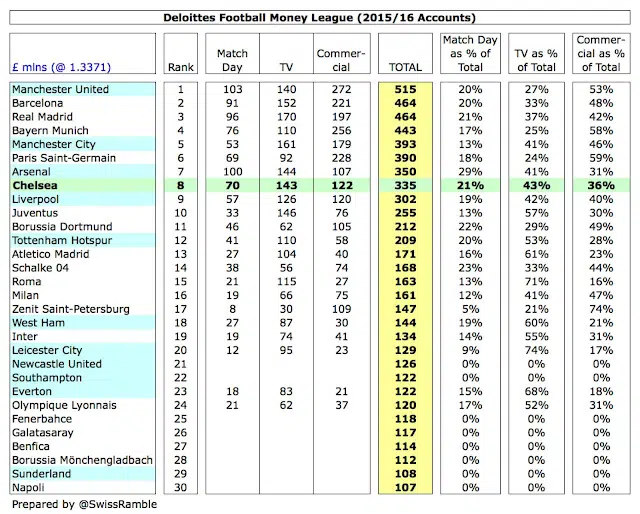 Deloittes Football Money League (2015/16 Accounts)
£ mlns (@ 1.3371) Rank Match Day TV Commer-cial TOTAL Match Day as % of Total TV as % of Total Commer-cial as % of Total
Manchester United 1 103 140 272 515 20% 27% 53%
Barcelona 2 91 152 221 464 20% 33% 48%
Real Madrid 3 96 170 197 464 21% 37% 42%
Bayern Munich 4 76 110 256 443 17% 25% 58%
Manchester City 5 53 161 179 393 13% 41% 46%
Paris Saint-Germain 6 69 92 228 390 18% 24% 59%
Arsenal 7 100 144 107 350 29% 41% 31%
Chelsea 8 70 143 122 335 21% 43% 36%
Liverpool 9 57 126 120 302 19% 42% 40%
Juventus 10 33 146 76 255 13% 57% 30%
Borussia Dortmund 11 46 62 105 212 22% 29% 49%
Tottenham Hotspur 12 41 110 58 209 20% 53% 28%
Atletico Madrid 13 27 104 40 171 16% 61% 23%
Schalke 04 14 38 56 74 168 23% 33% 44%
Roma 15 21 115 27 163 13% 71% 16%
Milan 16 19 66 75 161 12% 41% 47%
Zenit Saint-Petersburg 17 8 30 109 147 5% 21% 74%
West Ham 18 27 87 30 144 19% 60% 21%
Inter 19 19 74 41 134 14% 55% 31%
Leicester City 20 12 95 23 129 9% 74% 17%
Newcastle United 21 126 0% 0% 0%
Southampton 22 122 0% 0% 0%
Everton 23 18 83 21 122 15% 68% 18%
Olympique Lyonnais 24 21 62 37 120 17% 52% 31%
Fenerbahce 25 118 0% 0% 0%
Galatasaray 26 117 0% 0% 0%
Benfica 27 114 0% 0% 0%
Borussia Mönchengladbach 28 112 0% 0% 0%
Sunderland 29 108 0% 0% 0%
Napoli 30 107 0% 0% 0%
Prepared by @SwissRamble